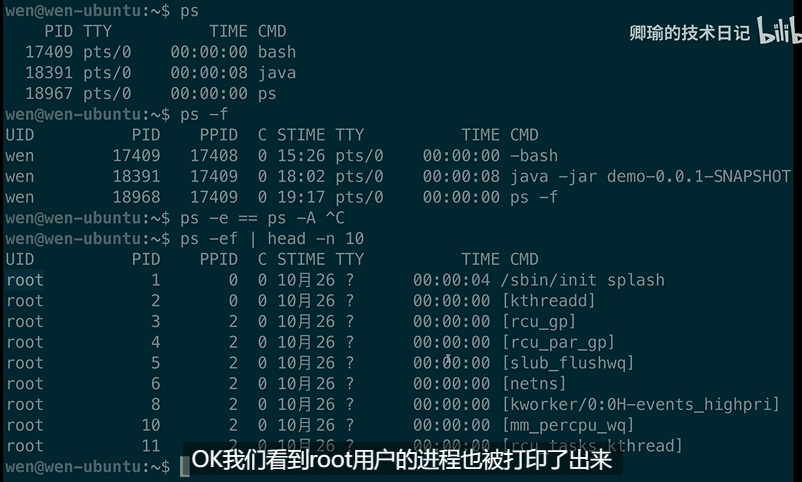 wen@wen-ubuntu:~$ ps
PID TTY TIME CMD
17409 pts/0 00:00:00 bash
18391 pts/0 00:00:08 java
18967 pts/0 00:00:00 ps
卿瑜的技术日记
wen@wen-ubuntu:~$ ps -f
UID PID PPID C STIME TTY TIME CMD
wen 17409 17408 0 15:26 pts/0 00:00:00 -bash
wen 18391 17409 0 18:02 pts/0 00:00:08 java -jar demo-0.0.1-SNAPSHOT
wen 18968 17409 0 19:17 pts/0 00:00:00 ps -f
wen@wen-ubuntu:~$ ps -e == ps -A ^C
wen@wen-ubuntu:~$ ps -ef | head -n 10
UID PID PPID C STIME TTY TIME CMD
root 1 0 0 10月26 ? 00:00:04 /sbin/init splash
root 2 0 0 10月26 ? 00:00:00 [kthreadd]
root 3 2 0 10月26 ? 00:00:00 [rcu_gp]
root 4 2 0 10月26 ? 00:00:00 [rcu_par_gp]
root 5 2 0 10月26 ? 00:00:00 [slub_flushwq]
root 6 2 0 10月26 ? 00:00:00 [netns]
root 8 2 0 10月26 ? 00:00:00 [kworker/0:0H-events_highpri]
root 10 2 0 10月26 ? 00:00:00 [mm_percpu_wq]
root 11 2 0 10月26 ? 00:00:00 [rcu_tasks_kthread]
wen@wen-ubuntu:~$
OK我们看到root用户的进程也被打印了出来